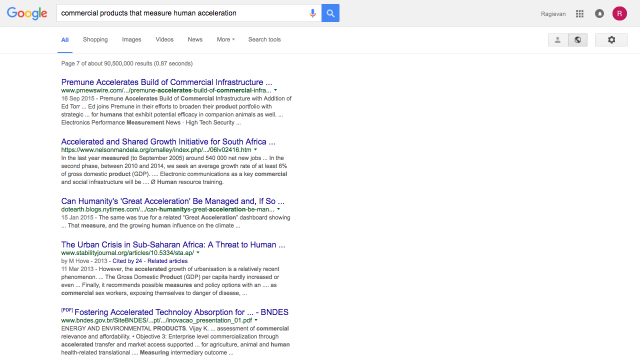 Google commercial products that measure human acceleration Ragiavan R
All Shopping Images Videos News More Search tools
Page 7 of about 90,500,000 results (0.87 seconds)
Premune Accelerates Build of Commercial Infrastructure ...
www.prnewswire.com/.../premune-accelerates-build-of-commercial-infra...
16 Sep 2015 - Premune Accelerates Build of Commercial Infrastructure with Addition of
Ed Torr ... Ed joins Premune in their efforts to broaden their product portfolio with
strategic ... for humans that exhibit potential efficacy in companion animals as well. ...
Electronics Performance Measurement News · High Tech Security ...
Accelerated and Shared Growth Initiative for South Africa ...
https://www.nelsonmandela.org/omalley/index.php/.../06lv02416.htm
In the last year measured (to September 2005) around 540 000 net new jobs ... In the
second phase, between 2010 and 2014, we seek an average growth rate of at least 6%
of gross domestic product (GDP). .... Electronic communications as a key commercial
and social infrastructure will be .... Ø Human resource training.
Can Humanity's 'Great Acceleration' Be Managed and, If So ...
dotearth.blogs.nytimes.com/.../can-humanitys-great-acceleration-be-man...
15 Jan 2015 - The same was true for a related "Great Acceleration" dashboard showing
... That measure, and the growing human influence on the climate ...
The Urban Crisis in Sub-Saharan Africa: A Threat to Human ...
www.stabilityjournal.org/articles/10.5334/sta.ap/
by M Hove - 2013 - Cited by 24 - Related articles
11 Mar 2013 - However, the accelerated growth of urbanisation is a relatively recent
phenomenon. ... The Gross Domestic Product (GDP) per capita hardly increased or
even ... Finally, it recommends possible measures and policy options with an .... as
commercial sex workers, exposing themselves to danger of disease, ...
[PDF] Fostering Accelerated Technoloy Absorption for ... - BNDES
www.bndes.gov.br/SiteBNDES/...pt/.../inovacao_presentation_01.pdf
ENERGY AND ENVIRONMENTAL PRODUCTS. Vijay K. ... assessment of commercial
relevance and affordability. • Objective 3: Enterprise level commercialization through
accelerated transfer and market access supported ... for agriculture, animal and human
health-related translational .... Measuring intermediary outcome ...